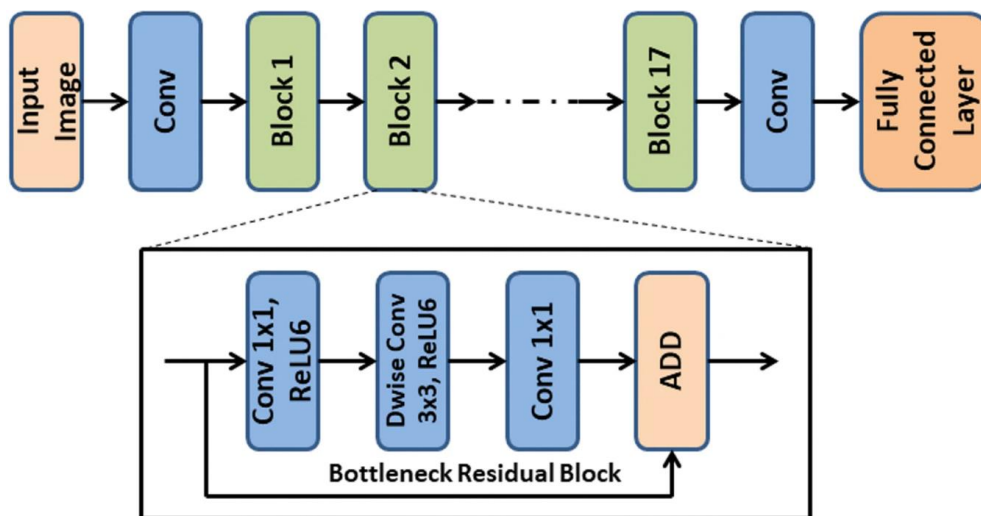 Input
Image
Conv
Block 1
Block 2
Block 17
Conv
Fully
Connected
Layer
Conv 1x1,
ReLU6
Dwise Conv
3x3, ReLU6
Conv 1x1
ADD
Bottleneck Residual Block